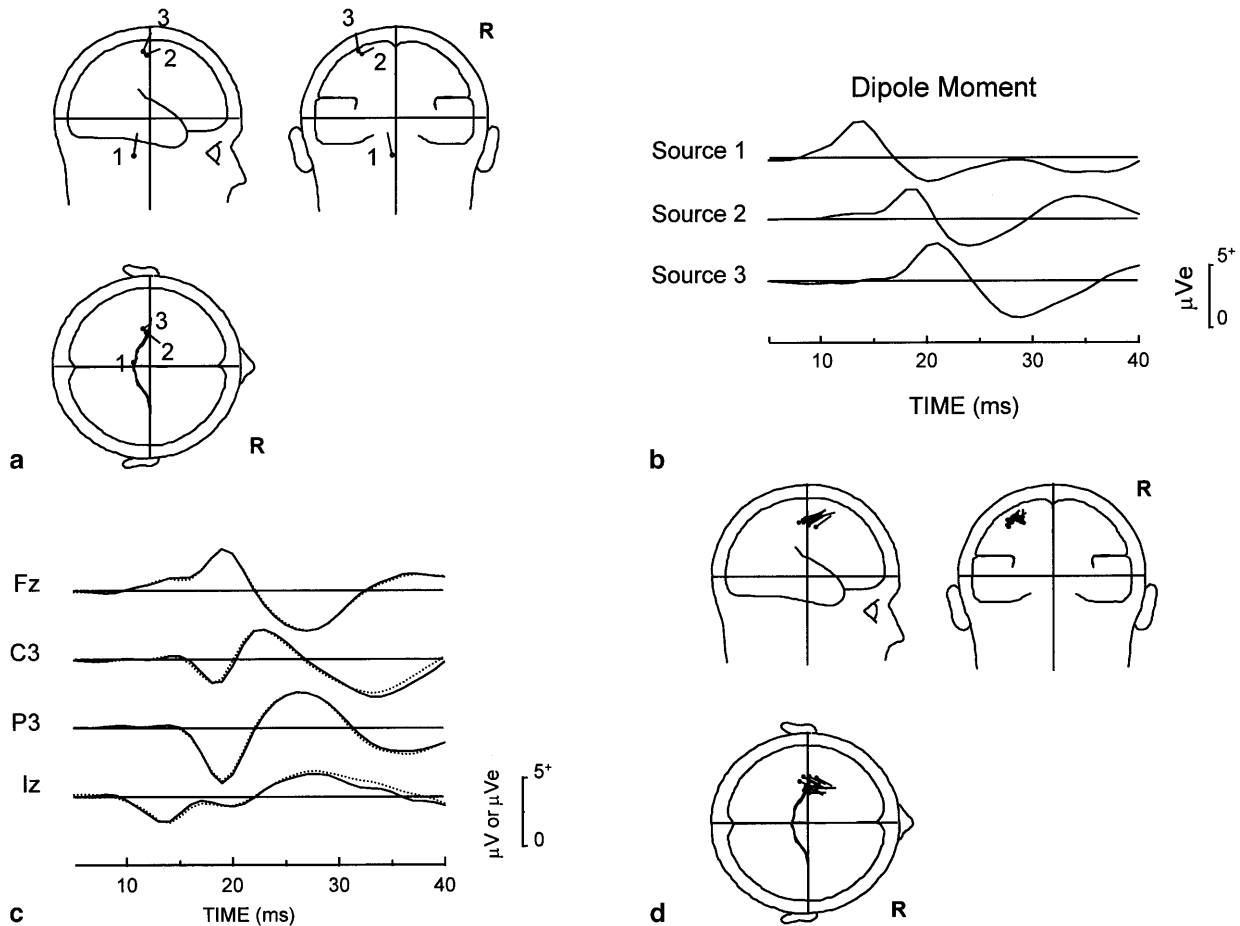 3
2
1
3
2
1
R
3
2
1
R
a
Dipole Moment
Source 1
Source 2
Source 3
5+
0
µVe
10 20 30 40
TIME (ms)
b
Fz
C3
P3
Iz
5+
0
µV or µVe
10 20 30 40
TIME (ms)
c
R
R
d